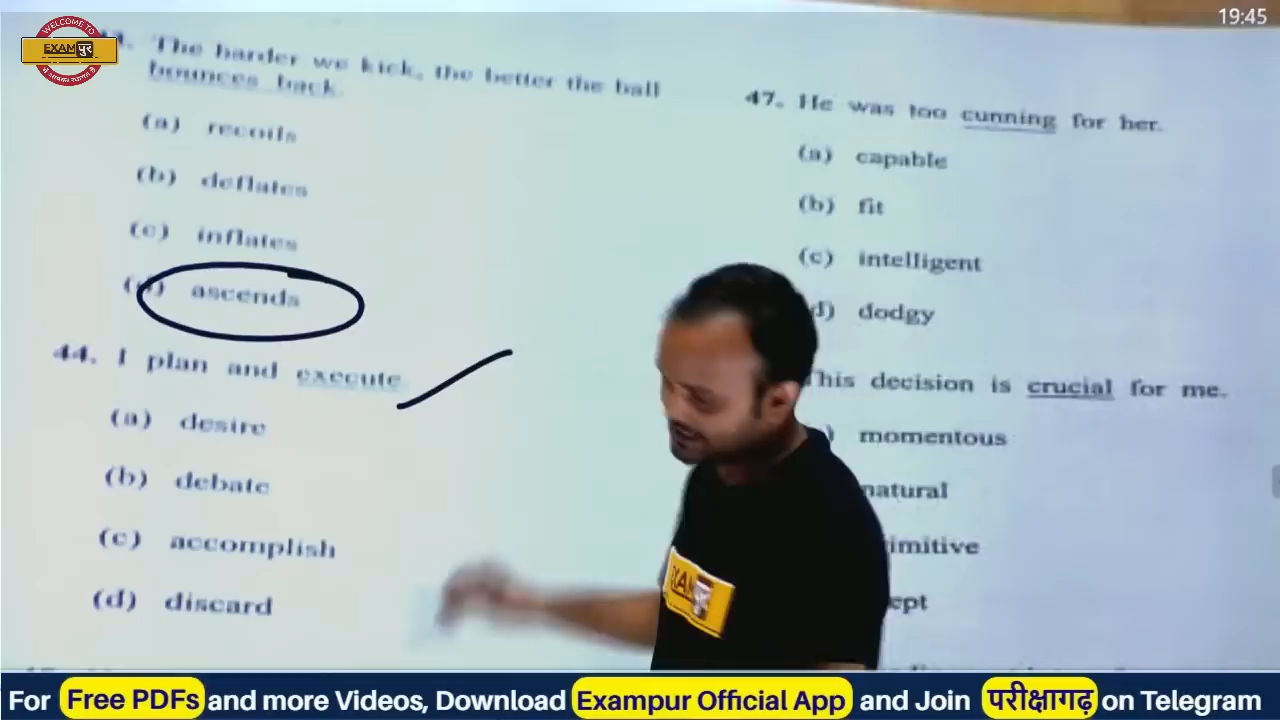 19:45
WELCOME TO
EXAM पुर
The harder we kick, the better the ball
bounces back.
(a) recoils
(b) deflates
(c) inflates
ascends
44. I plan and execute.
(a) desire
(b) debate
(c) accomplish
(d) discard
47. He was too cunning for her.
(a) capable
(b) fit
(c) intelligent
(d) dodgy
This decision is crucial for me.
momentous
natural
EXAM पुर
For Free PDFs and more Videos, Download Exampur Official App and Join परीक्षागढ़ on Telegram